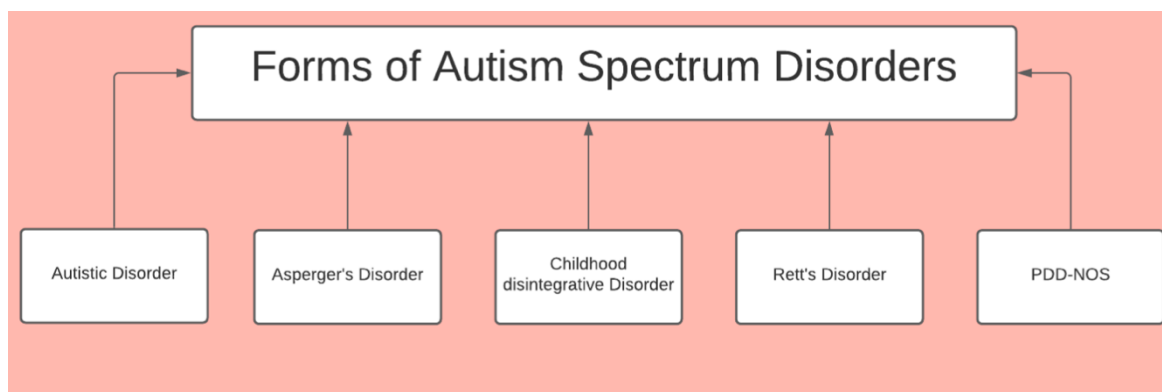 Forms of Autism Spectrum Disorders
Autistic Disorder
Asperger's Disorder
Childhood
disintegrative Disorder
Rett's Disorder
PDD-NOS